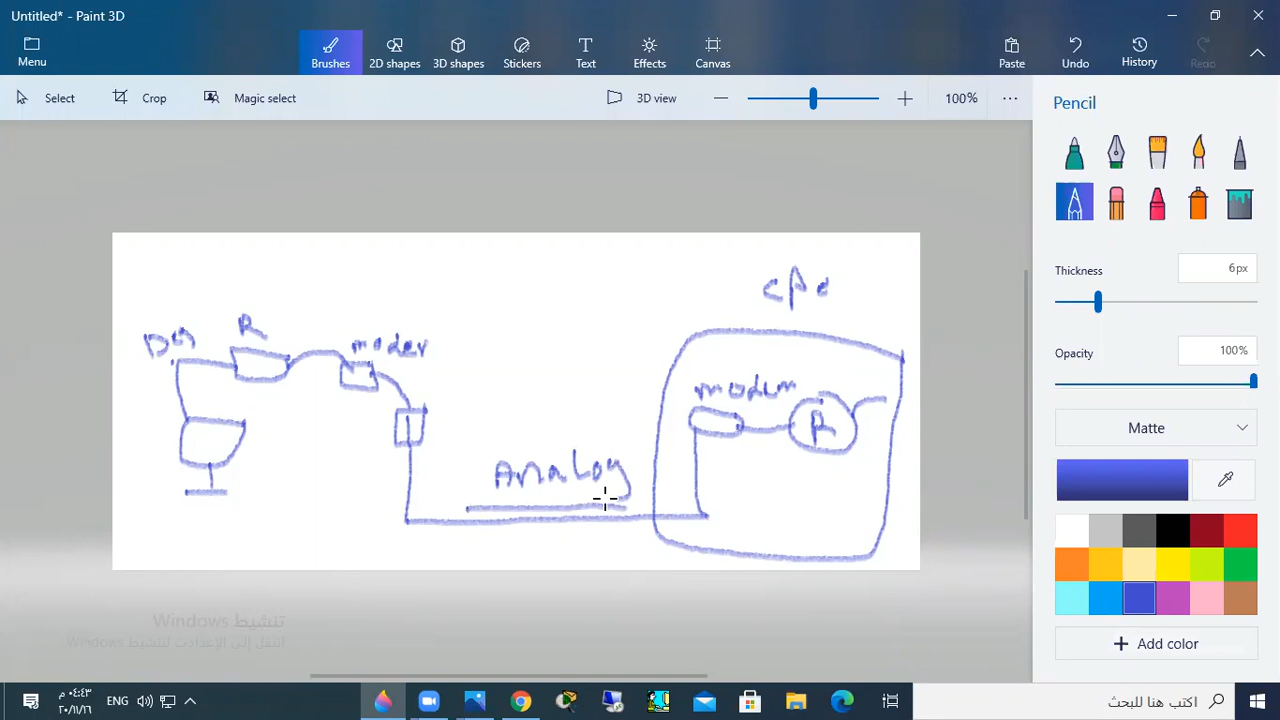 Untitled* - Paint 3D
Menu
Brushes
2D shapes
3D shapes
Stickers
Text
Effects
Canvas
Paste
Undo
History
Redo
Select
Crop
Magic select
3D view
100%
Pencil
Thickness
6px
Opacity
100%
Matte
Add color
cpe
R
moder
modem
R
Analog
تنشيط Windows
انتقل إلى الإعدادات لتنشيط Windows
ENG
اكتب هنا للبحث